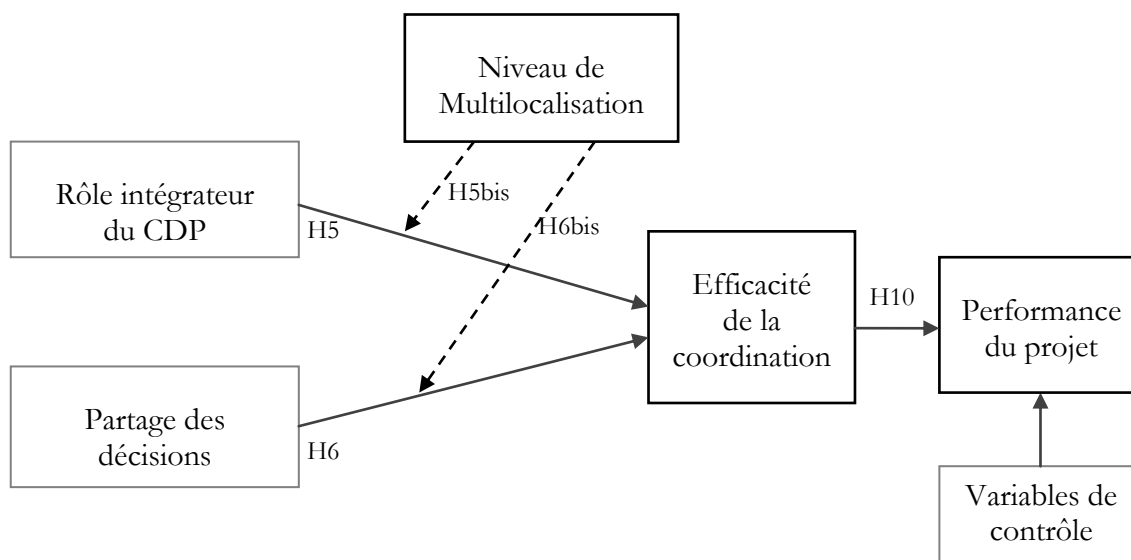 Niveau de
Multilocalisation
Rôle intégrateur
du CDP
H5
H5bis
H6bis
Efficacité
de la
coordination
H10
Performance
du projet
Partage des
décisions
H6
Variables de
contrôle